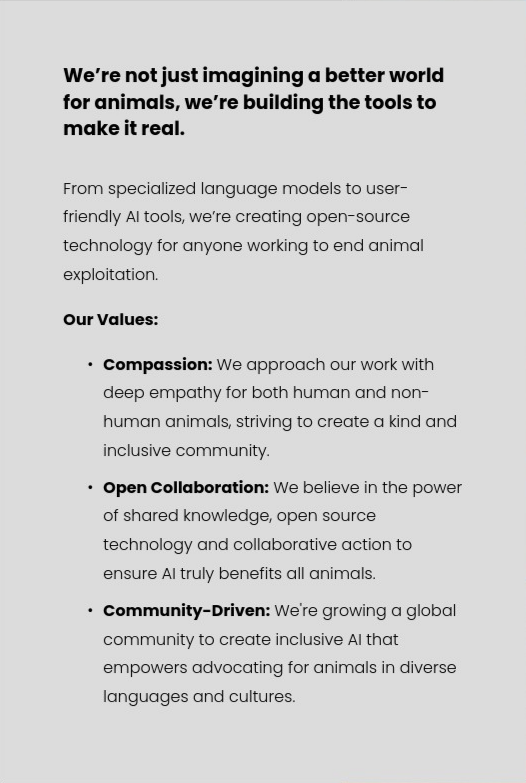 We’re not just imagining a better world
for animals, we’re building the tools to
make it real.
From specialized language models to user-
friendly AI tools, we’re creating open-source
technology for anyone working to end animal
exploitation.
Our Values:
• Compassion: We approach our work with
deep empathy for both human and non-
human animals, striving to create a kind and
inclusive community.
• Open Collaboration: We believe in the power
of shared knowledge, open source
technology and collaborative action to
ensure AI truly benefits all animals.
• Community-Driven: We're growing a global
community to create inclusive AI that
empowers advocating for animals in diverse
languages and cultures.